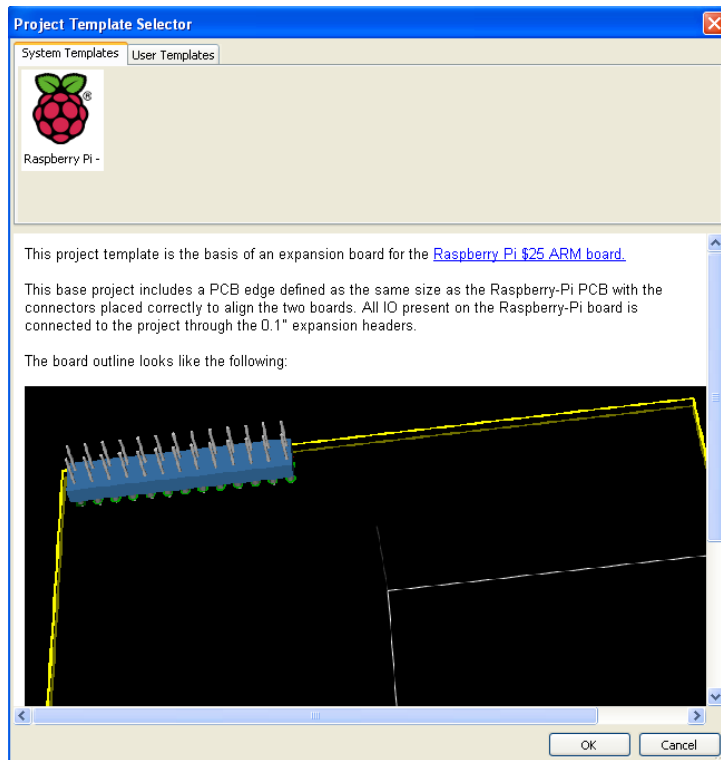 Project Template Selector
System Templates User Templates
®
Raspberry Pi -
This project template is the basis of an expansion board for the Raspberry Pi $25 ARM board.
This base project includes a PCB edge defined as the same size as the Raspberry-Pi PCB with the
connectors placed correctly to align the two boards. All IO present on the Raspberry-Pi board is
connected to the project through the 0.1" expansion headers.
The board outline looks like the following:
OK Cancel